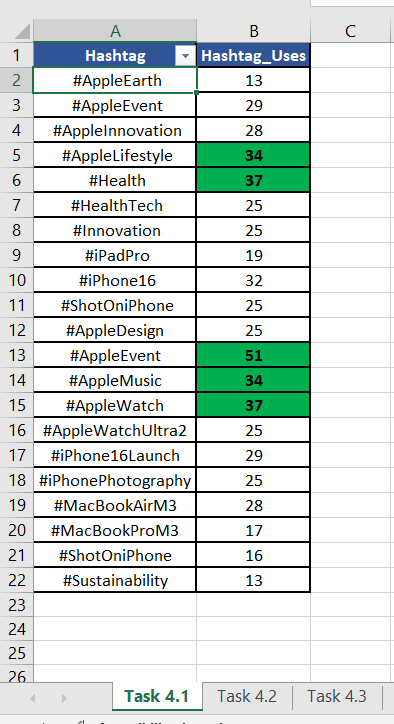 A B C
1 Hashtag Hashtag_Uses
2 #AppleEarth 13
3 #AppleEvent 29
4 #AppleInnovation 28
5 #AppleLifestyle 34
6 #Health 37
7 #HealthTech 25
8 #Innovation 25
9 #iPadPro 19
10 #iPhone16 32
11 #ShotOniPhone 25
12 #AppleDesign 25
13 #AppleEvent 51
14 #AppleMusic 34
15 #AppleWatch 37
16 #AppleWatchUltra2 25
17 #iPhone16Launch 29
18 #iPhonePhotography 25
19 #MacBookAirM3 28
20 #MacBookProM3 17
21 #ShotOniPhone 16
22 #Sustainability 13
23
24
25
26
Task 4.1 Task 4.2 Task 4.3